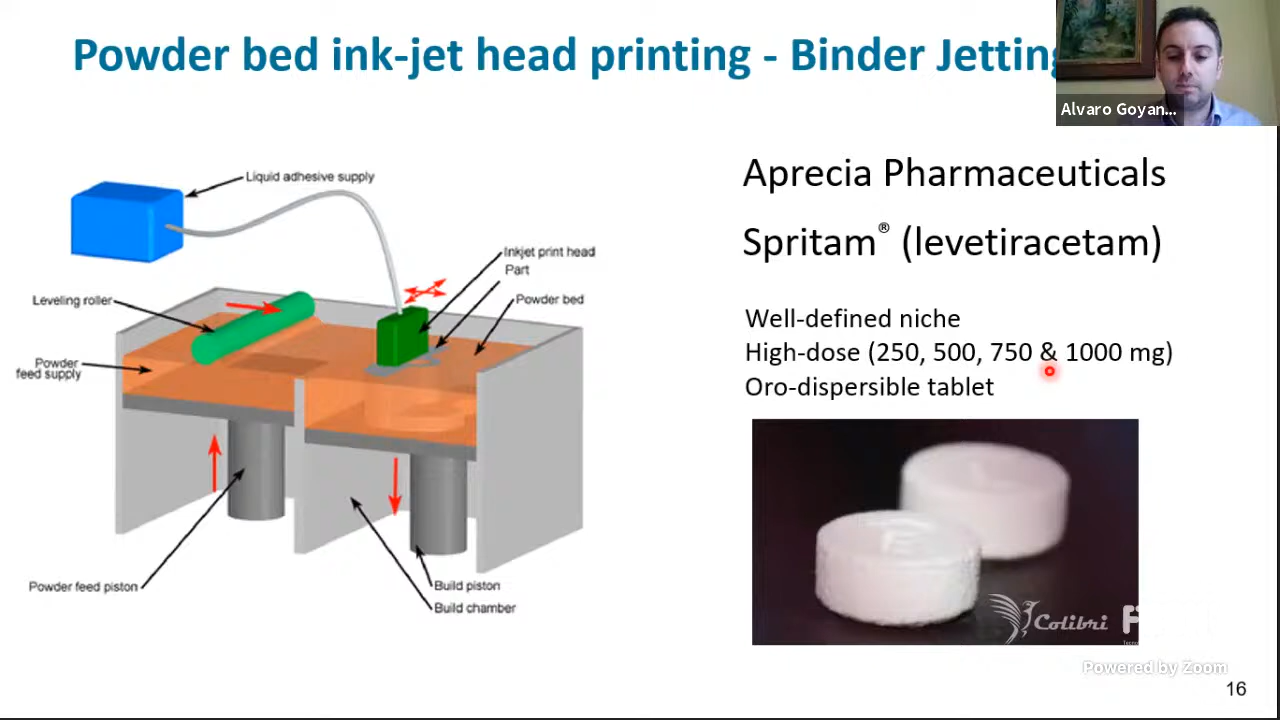 Powder bed ink-jet head printing - Binder Jetting
Alvaro Goyan...
Liquid adhesive supply
Inkjet print head
Part
Powder bed
Leveling roller
Powder
feed supply
Powder feed piston
Build piston
Build chamber
Aprecia Pharmaceuticals
Spritam® (levetiracetam)
Well-defined niche
High-dose (250, 500, 750 & 1000 mg)
Oro-dispersible tablet
Colibri
Powered by Zoom
16